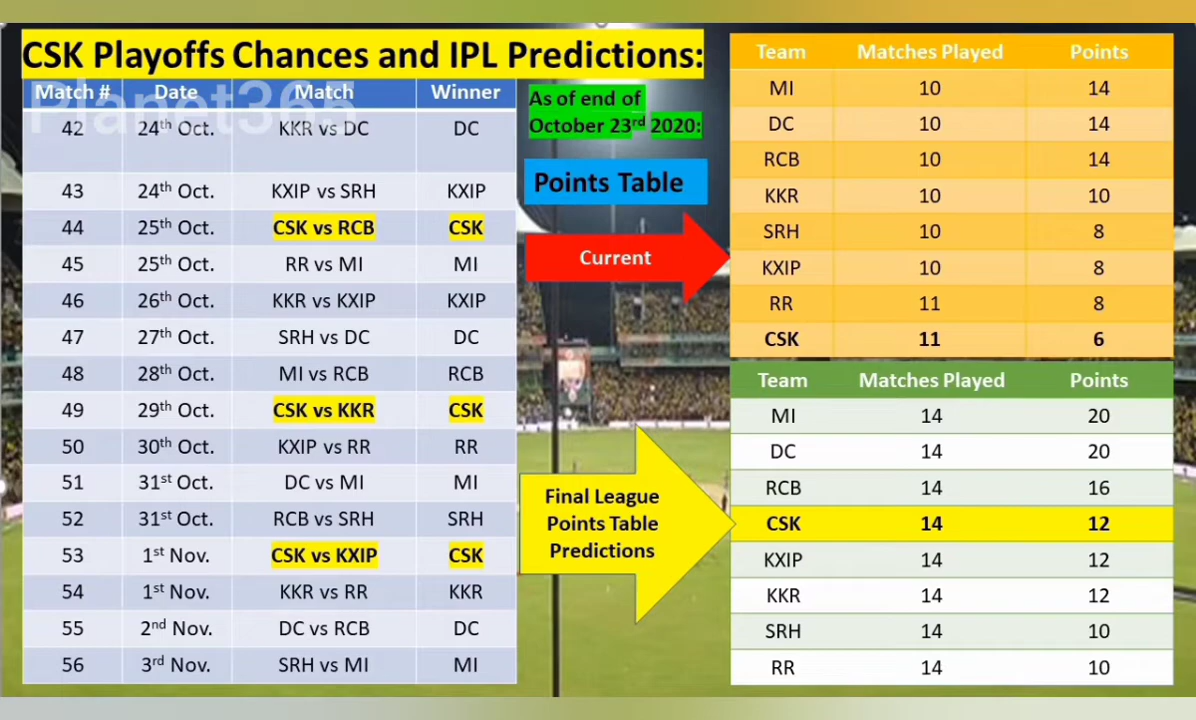 CSK Playoffs Chances and IPL Predictions:
Planet365
Match # Date Match Winner
42 24th Oct. KKR vs DC DC
43 24th Oct. KXIP vs SRH KXIP
44 25th Oct. CSK vs RCB CSK
45 25th Oct. RR vs MI MI
46 26th Oct. KKR vs KXIP KXIP
47 27th Oct. SRH vs DC DC
48 28th Oct. MI vs RCB RCB
49 29th Oct. CSK vs KKR CSK
50 30th Oct. KXIP vs RR RR
51 31st Oct. DC vs MI MI
52 31st Oct. RCB vs SRH SRH
53 1st Nov. CSK vs KXIP CSK
54 1st Nov. KKR vs RR KKR
55 2nd Nov. DC vs RCB DC
56 3rd Nov. SRH vs MI MI
As of end of
October 23rd 2020:
Points Table
Current
Final League
Points Table
Predictions
Team Matches Played Points
MI 10 14
DC 10 14
RCB 10 14
KKR 10 10
SRH 10 8
KXIP 10 8
RR 11 8
CSK 11 6
Team Matches Played Points
MI 14 20
DC 14 20
RCB 14 16
CSK 14 12
KXIP 14 12
KKR 14 12
SRH 14 10
RR 14 10